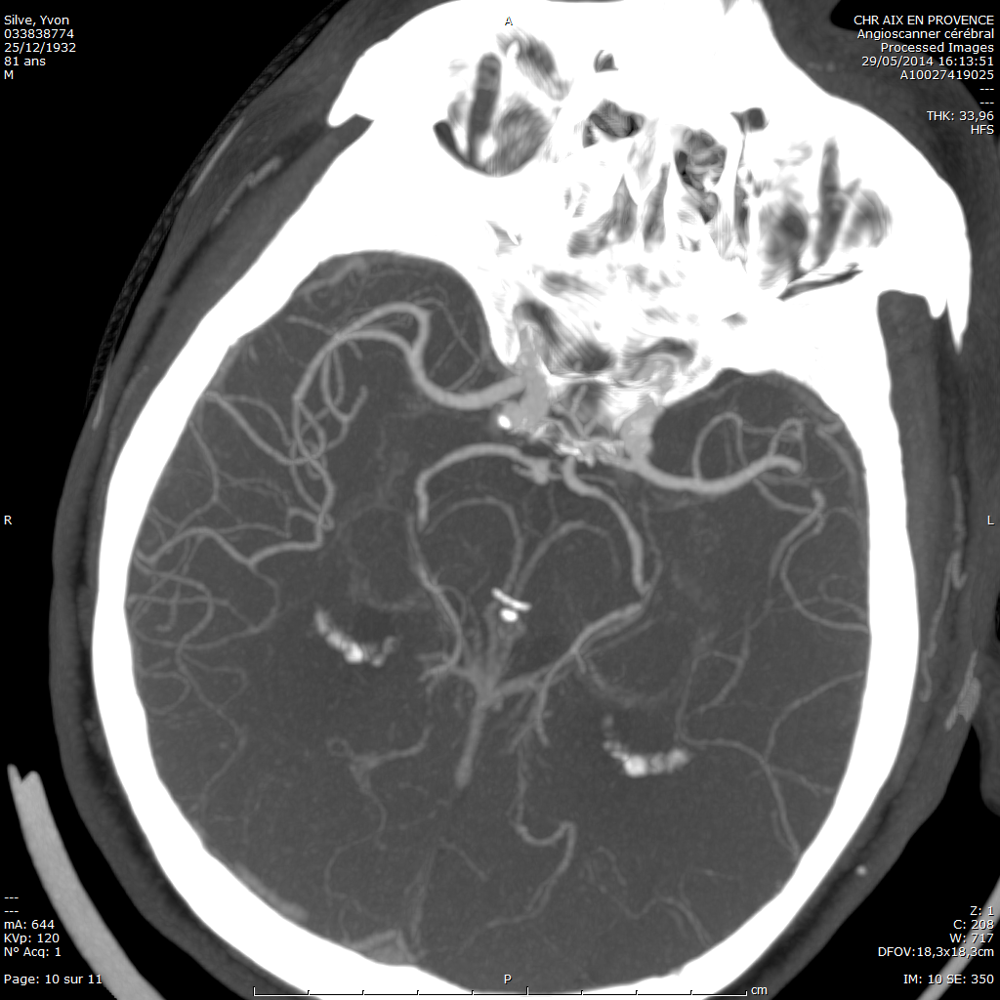 Silve, Yvon
033838774
25/12/1932
81 ans
M
A
CHR AIX EN PROVENCE
Angioscanner cérébral
Processed Images
29/05/2014 16:13:51
A10027419025
---
---
THK: 33,96
HFS
R
L
---
---
mA: 644
KVp: 120
N° Acq: 1
Page: 10 sur 11
P
cm
Z: 1
C: 208
W: 717
DFOV:18,3x18,3cm
IM: 10 SE: 350